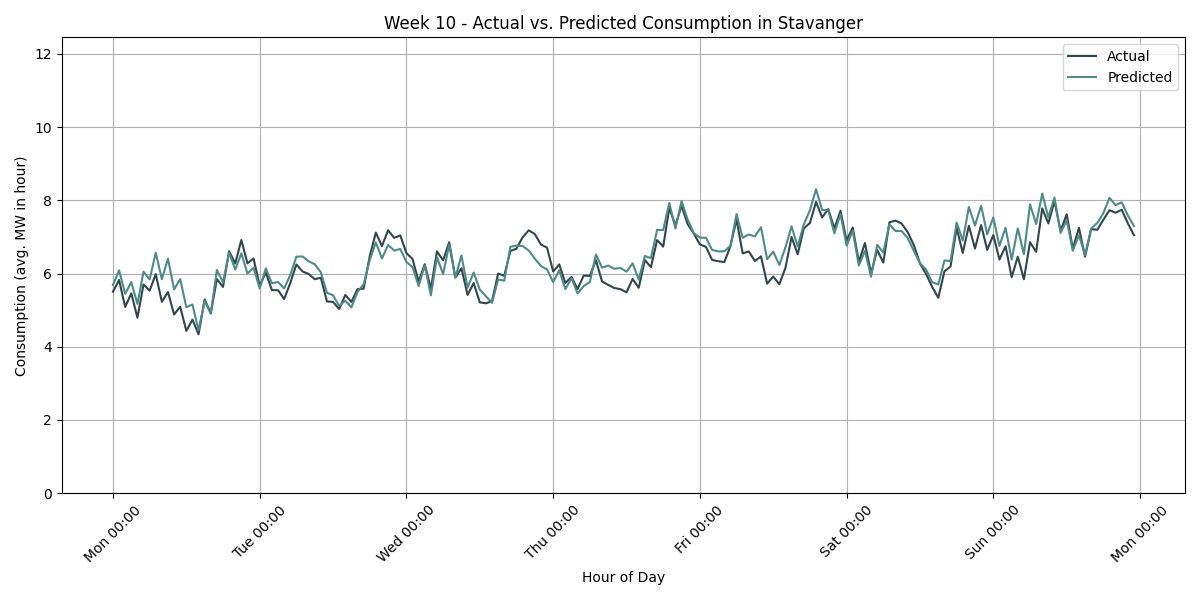 Week 10 - Actual vs. Predicted Consumption in Stavanger
Actual
Predicted
Consumption (avg. MW in hour)
12
10
8
6
4
2
0
Mon 00:00
Tue 00:00
Wed 00:00
Thu 00:00
Fri 00:00
Sat 00:00
Sun 00:00
Mon 00:00
Hour of Day